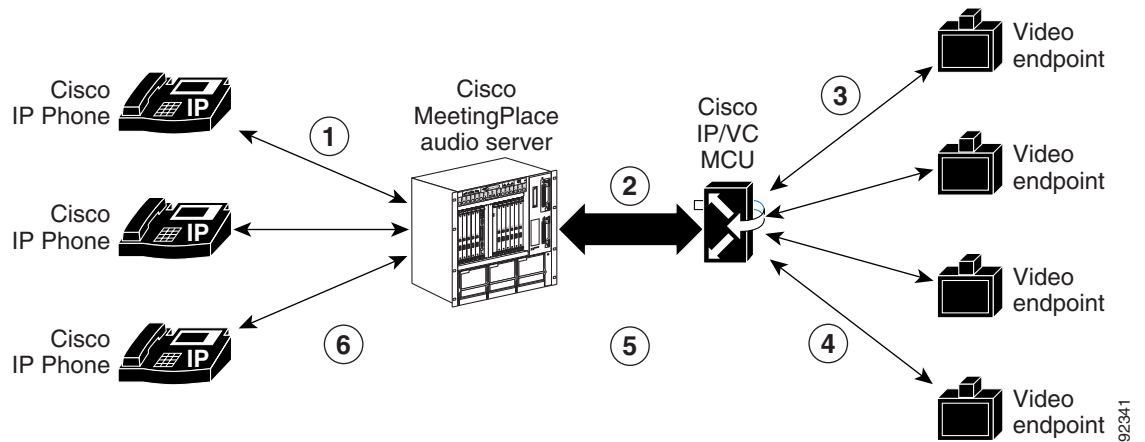 Cisco
IP Phone
IP
Cisco
IP Phone
IP
Cisco
IP Phone
IP
1
6
Cisco
MeetingPlace
audio server
2
5
Cisco
IP/VC
MCU
3
4
Video
endpoint
Video
endpoint
Video
endpoint
Video
endpoint
92341